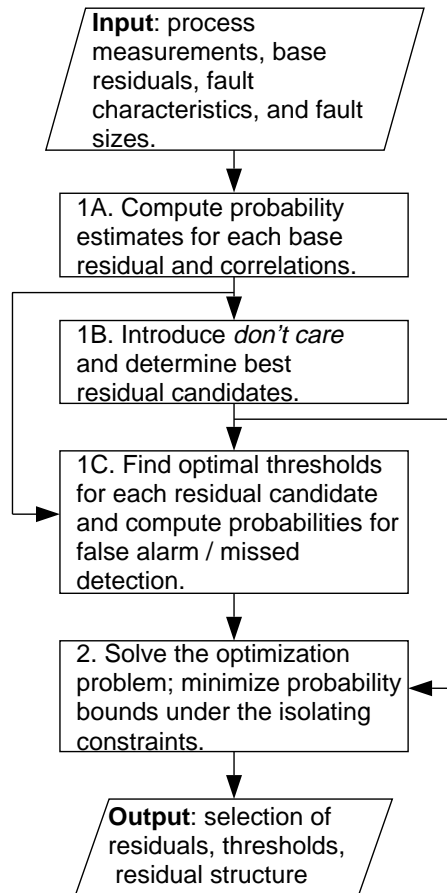 Input: process
measurements, base
residuals, fault
characteristics, and fault
sizes.
1A. Compute probability
estimates for each base
residual and correlations.
1B. Introduce don't care
and determine best
residual candidates.
1C. Find optimal thresholds
for each residual candidate
and compute probabilities for
false alarm / missed
detection.
2. Solve the optimization
problem; minimize probability
bounds under the isolating
constraints.
Output: selection of
residuals, thresholds,
residual structure